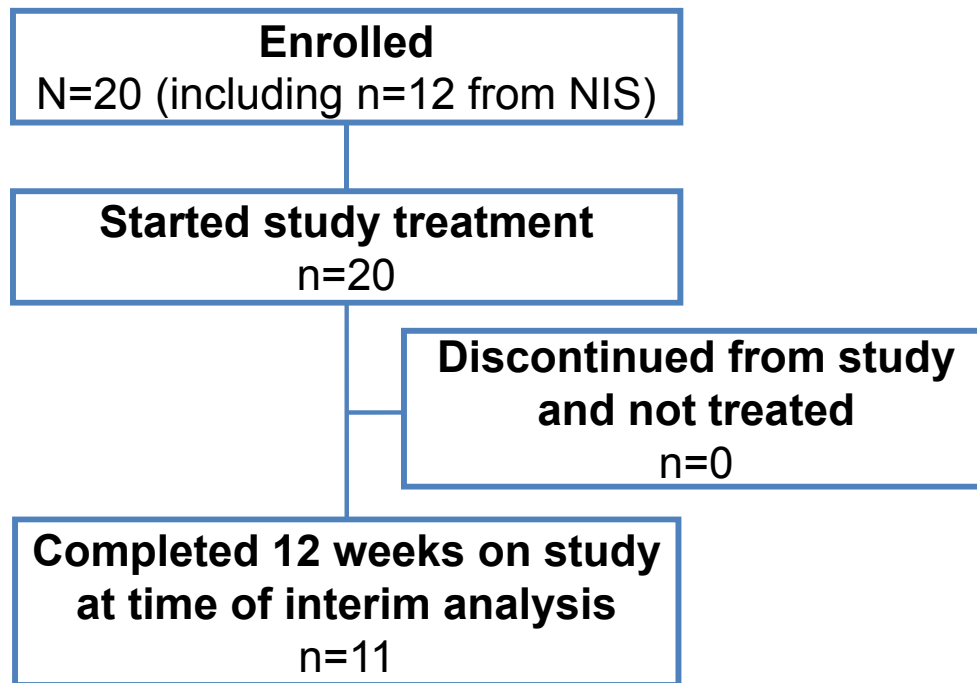 Enrolled
N=20 (including n=12 from NIS)
Started study treatment
n=20
Discontinued from study
and not treated
n=0
Completed 12 weeks on study
at time of interim analysis
n=11